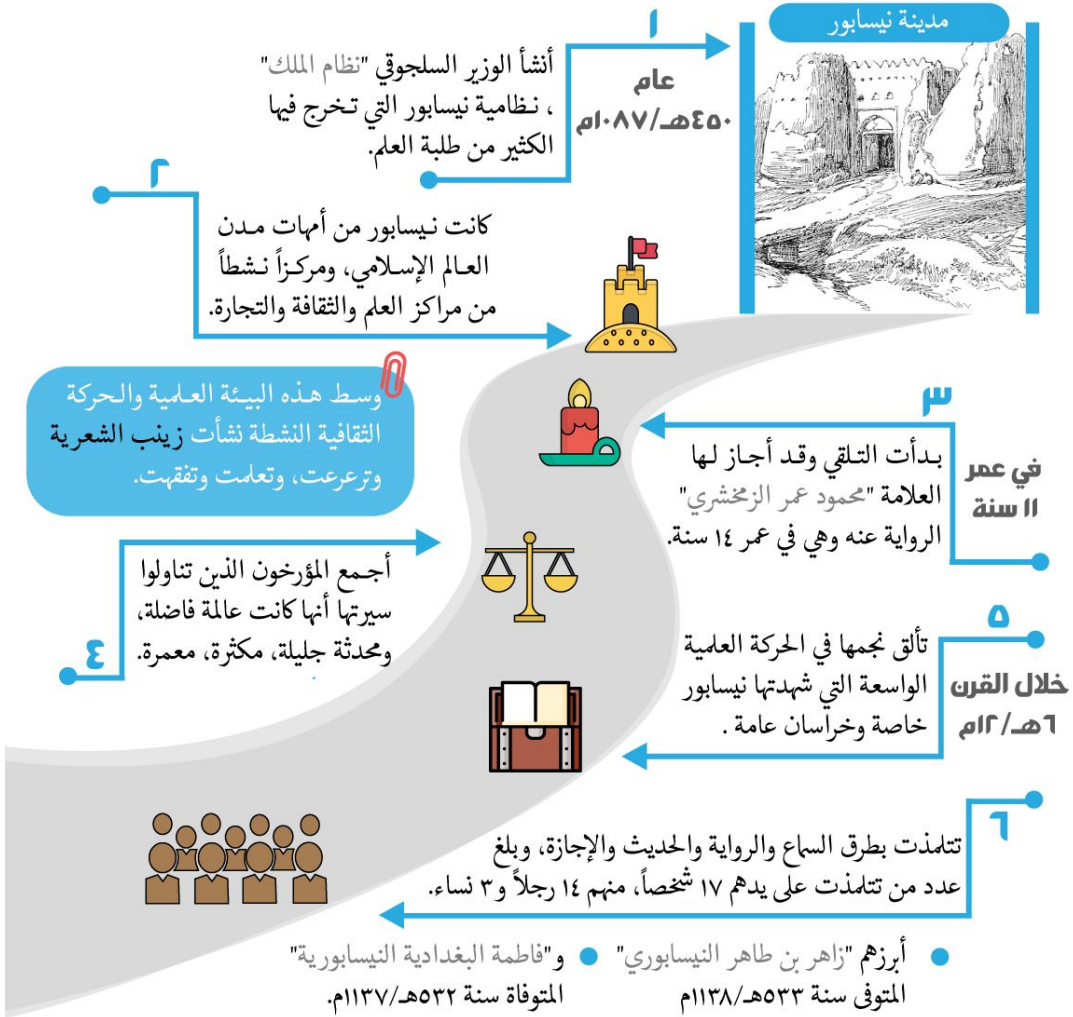 مدينة نيسابور
١
عام
٤٥٠هـ/١٠٨٧م
أنشأ الوزير السلجوقي "نظام الملك"
، نظامية نيسابور التي تخرج فيها
الكثير من طلبة العلم.
٢
كانت نيسابور من أمهات مدن
العالم الإسلامي، ومركزاً نشطاً
من مراكز العلم والثقافة والتجارة.
وسط هذه البيئة العلمية والحركة
الثقافية النشطة نشأت زينب الشعرية
وترعرعت، وتعلمت وتفقهت.
٣
في عمر
١١ سنة
بدأت التلقي وقد أجاز لها
العلامة "محمود عمر الزمخشري"
الرواية عنه وهي في عمر ١٤ سنة.
٤
أجمع المؤرخون الذين تناولوا
سيرتها أنها كانت عالمة فاضلة،
ومحدثة جليلة، مكثرة، معمرة.
٥
خلال القرن
٦هـ/١٢م
تألق نجمها في الحركة العلمية
الواسعة التي شهدتها نيسابور
خاصة وخراسان عامة .
٦
تتلمذت بطرق السماع والرواية والحديث والإجازة، وبلغ
عدد من تتلمذت على يدهم ١٧ شخصاً، منهم ١٤ رجلاً و٣ نساء.
أبرزهم "زاهر بن طاهر النيسابوري"
المتوفى سنة ٥٣٣هـ/١١٣٨م
و"فاطمة البغدادية النيسابورية"
المتوفاة سنة ٥٣٢هـ/١١٣٧م.